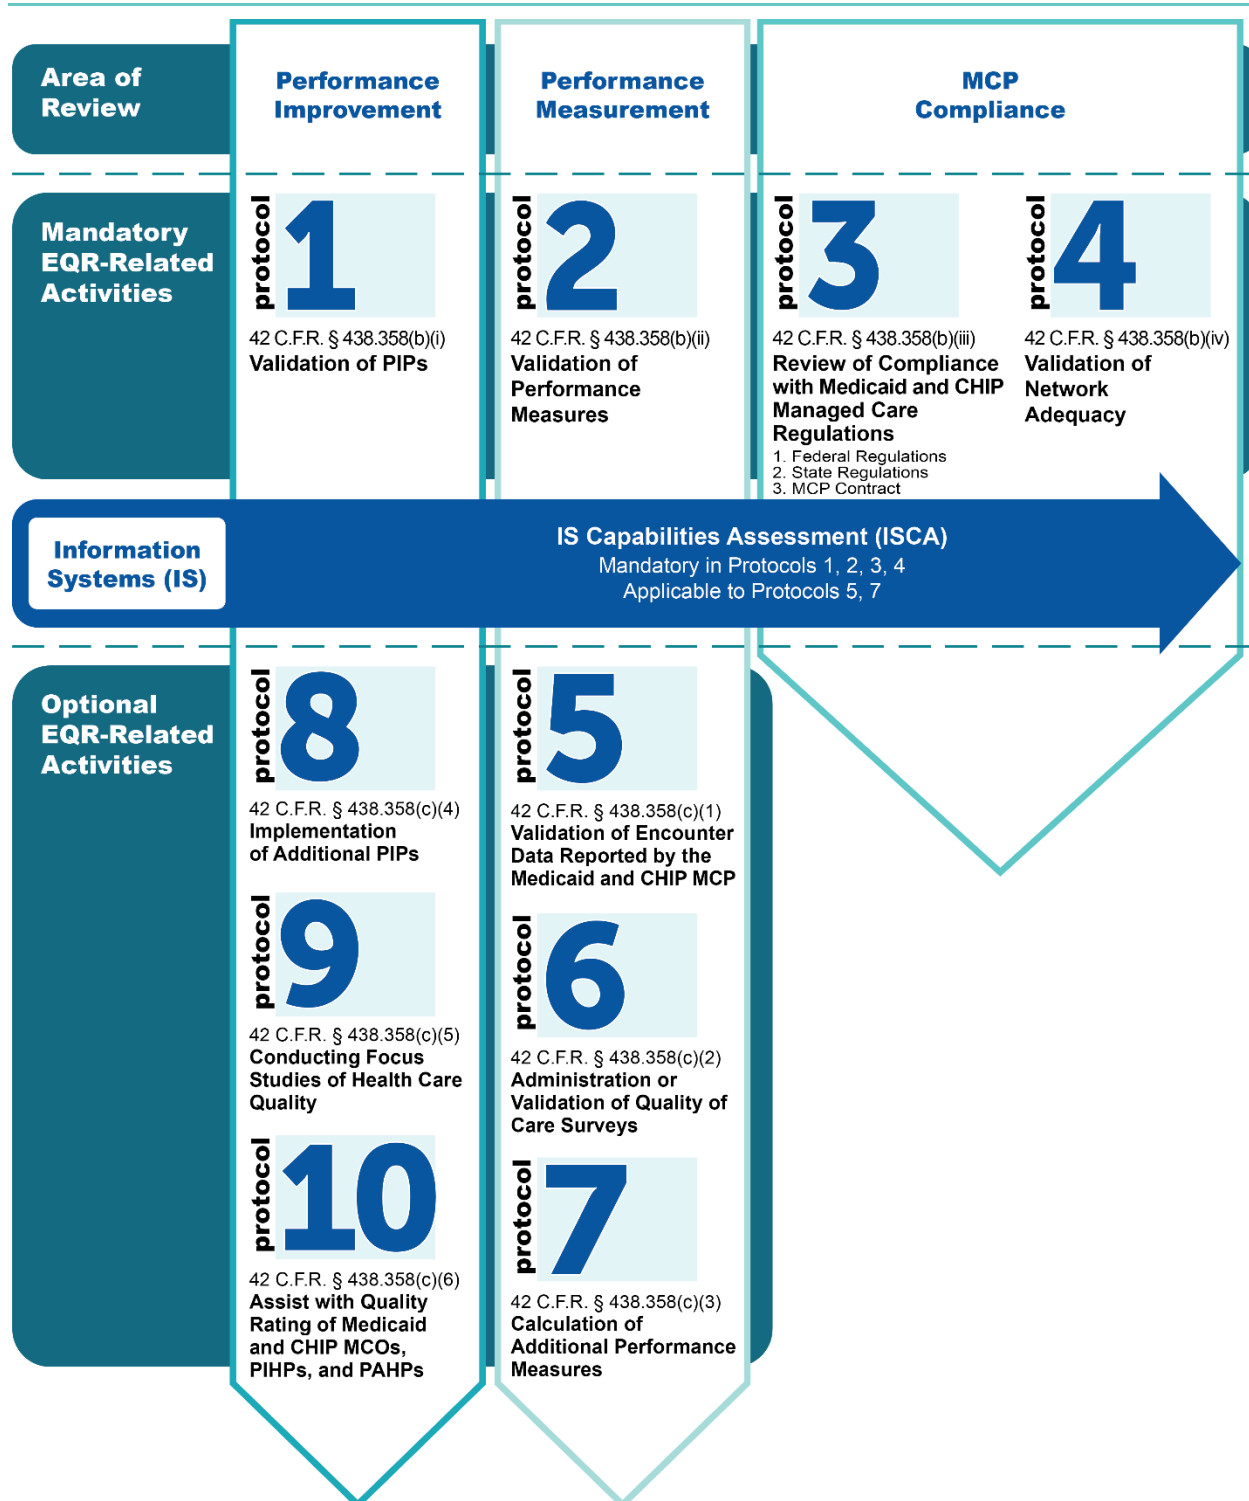 Area of
Review
Performance
Improvement
Performance
Measurement
MCP
Compliance
Mandatory
EQR-Related
Activities
protocol
1
42 C.F.R. § 438.358(b)(i)
Validation of PIPs
protocol
2
42 C.F.R. § 438.358(b)(ii)
Validation of
Performance
Measures
protocol
3
42 C.F.R. § 438.358(b)(iii)
Review of Compliance
with Medicaid and CHIP
Managed Care
Regulations
1. Federal Regulations
2. State Regulations
3. MCP Contract
protocol
4
42 C.F.R. § 438.358(b)(iv)
Validation of
Network
Adequacy
Information
Systems (IS)
IS Capabilities Assessment (ISCA)
Mandatory in Protocols 1, 2, 3, 4
Applicable to Protocols 5, 7
Optional
EQR-Related
Activities
protocol
8
42 C.F.R. § 438.358(c)(4)
Implementation
of Additional PIPs
protocol
9
42 C.F.R. § 438.358(c)(5)
Conducting Focus
Studies of Health Care
Quality
protocol
10
42 C.F.R. § 438.358(c)(6)
Assist with Quality
Rating of Medicaid
and CHIP MCOs,
PIHPs, and PAHPs
protocol
5
42 C.F.R. § 438.358(c)(1)
Validation of Encounter
Data Reported by the
Medicaid and CHIP MCP
protocol
6
42 C.F.R. § 438.358(c)(2)
Administration or
Validation of Quality of
Care Surveys
protocol
7
42 C.F.R. § 438.358(c)(3)
Calculation of
Additional Performance
Measures